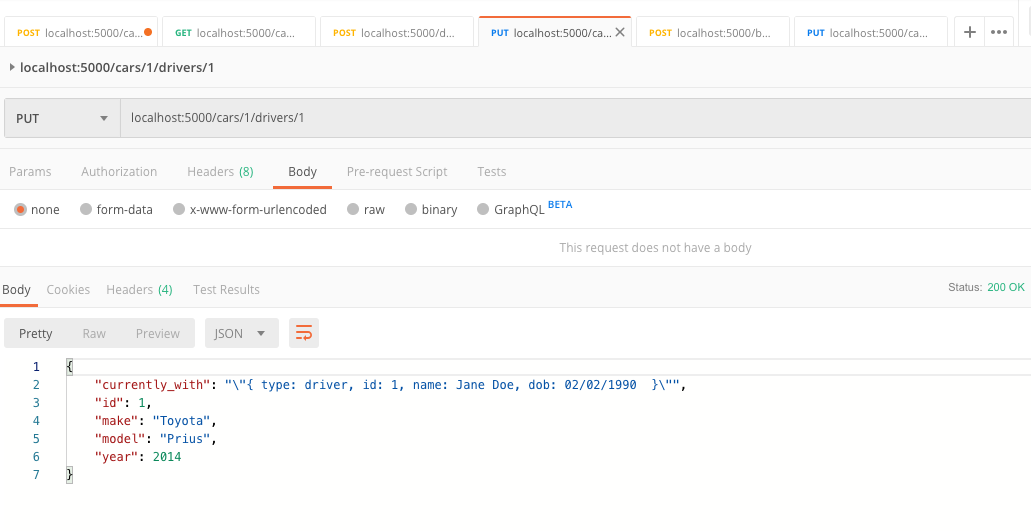 POST localhost:5000/ca... GET localhost:5000/ca... POST localhost:5000/d... PUT localhost:5000/ca... POST localhost:5000/b... PUT localhost:5000/ca...
localhost:5000/cars/1/drivers/1
PUT localhost:5000/cars/1/drivers/1
Params Authorization Headers (8) Body Pre-request Script Tests
none form-data x-www-form-urlencoded raw binary GraphQL BETA
This request does not have a body
Body Cookies Headers (4) Test Results Status: 200 OK
Pretty Raw Preview JSON
1 {
2 "currently_with": "\"{ type: driver, id: 1, name: Jane Doe, dob: 02/02/1990  }\"",
3 "id": 1,
4 "make": "Toyota",
5 "model": "Prius",
6 "year": 2014
7 }